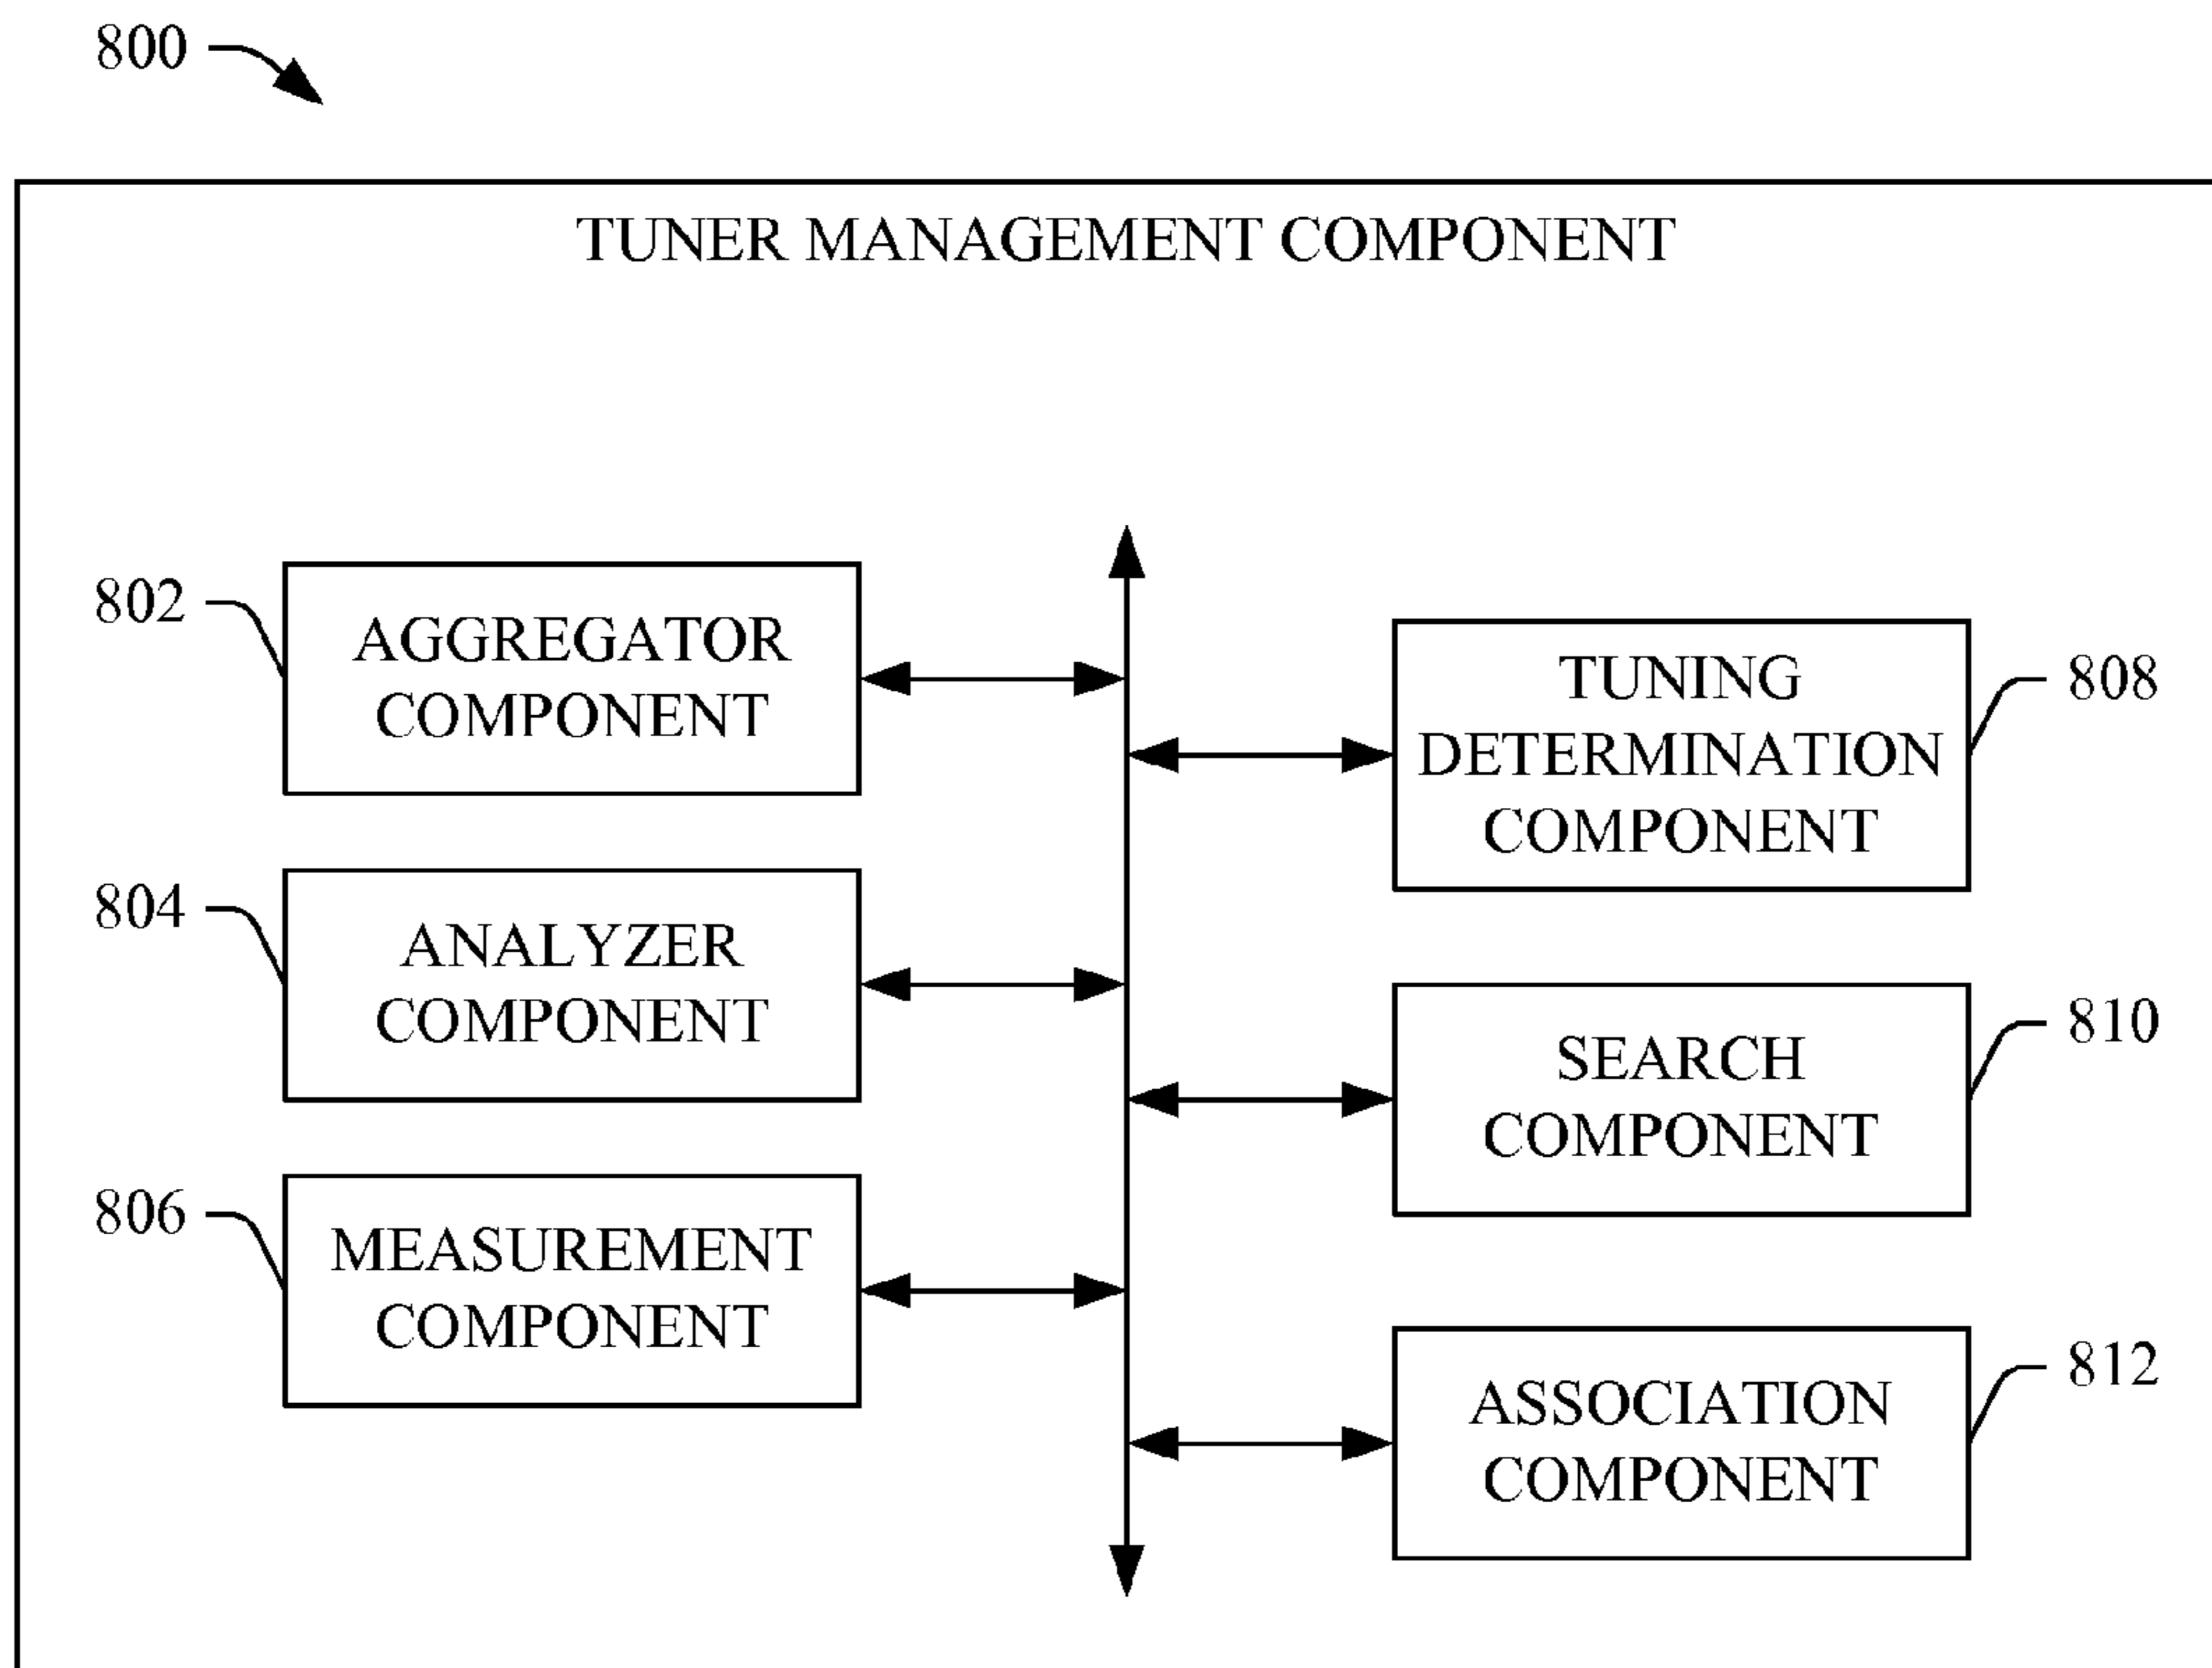 800
TUNER MANAGEMENT COMPONENT
802
AGGREGATOR
COMPONENT
804
ANALYZER
COMPONENT
806
MEASUREMENT
COMPONENT
TUNING
DETERMINATION
COMPONENT
808
SEARCH
COMPONENT
810
ASSOCIATION
COMPONENT
812